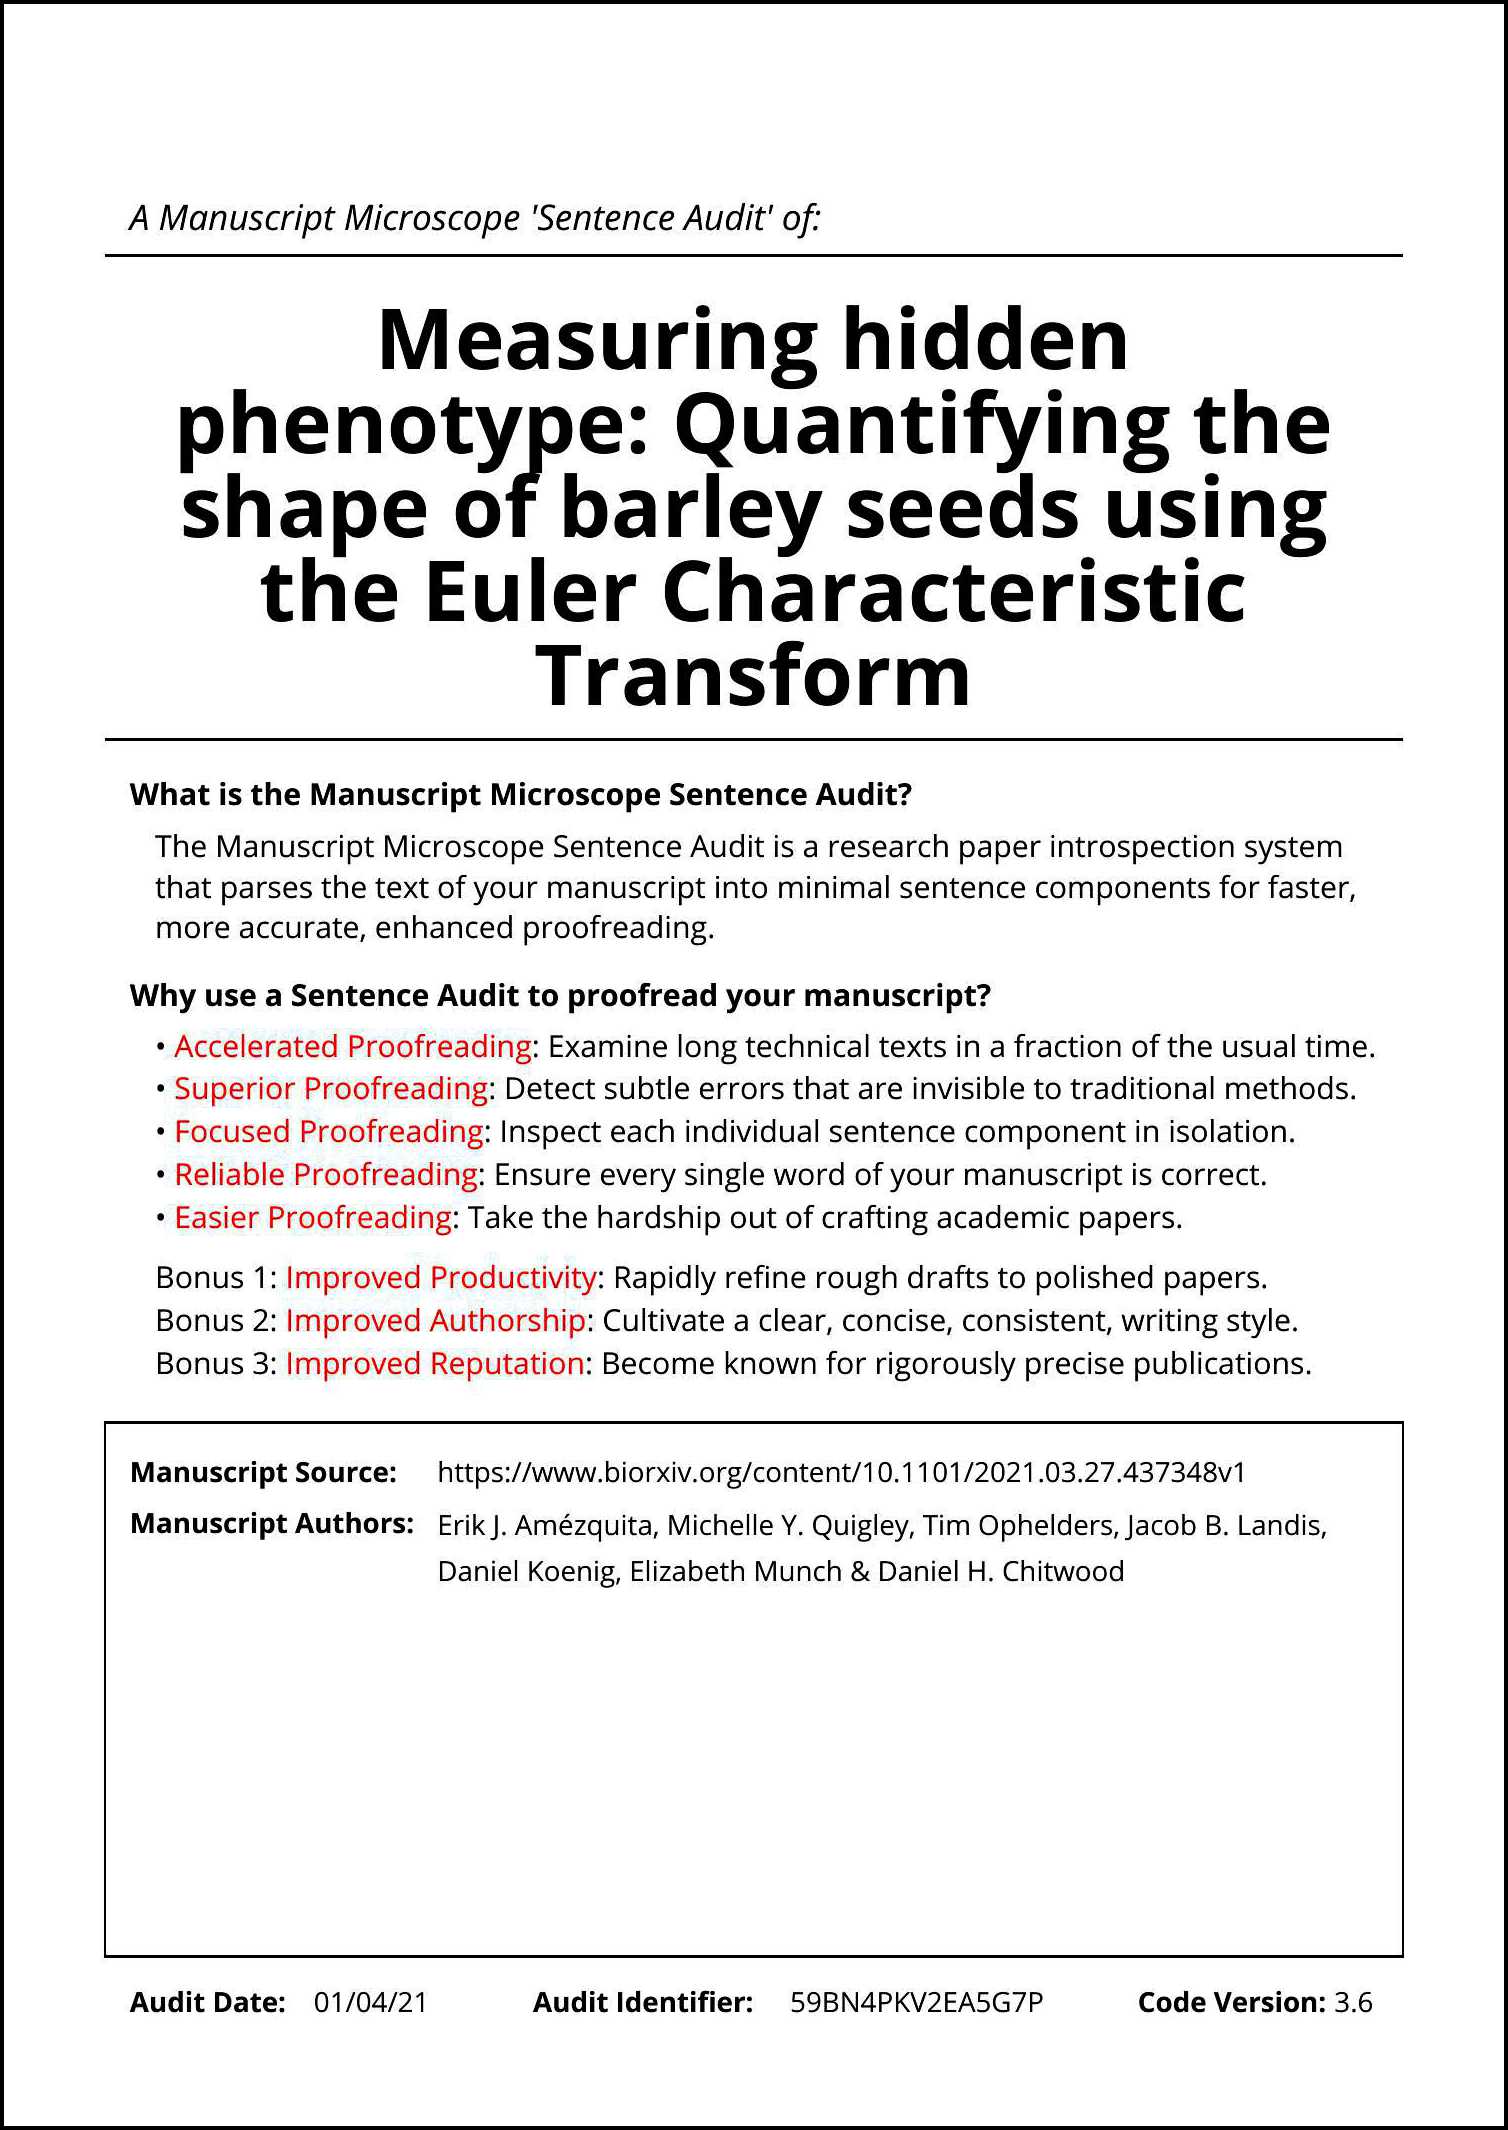 A Manuscript Microscope 'Sentence Audit' of:
Measuring hidden
phenotype: Quantifying the
shape of barley seeds using
the Euler Characteristic
Transform
What is the Manuscript Microscope Sentence Audit?
The Manuscript Microscope Sentence Audit is a research paper introspection system
that parses the text of your manuscript into minimal sentence components for faster,
more accurate, enhanced proofreading.
Why use a Sentence Audit to proofread your manuscript?
• Accelerated Proofreading: Examine long technical texts in a fraction of the usual time.
• Superior Proofreading: Detect subtle errors that are invisible to traditional methods.
• Focused Proofreading: Inspect each individual sentence component in isolation.
• Reliable Proofreading: Ensure every single word of your manuscript is correct.
• Easier Proofreading: Take the hardship out of crafting academic papers.
Bonus 1: Improved Productivity: Rapidly refine rough drafts to polished papers.
Bonus 2: Improved Authorship: Cultivate a clear, concise, consistent, writing style.
Bonus 3: Improved Reputation: Become known for rigorously precise publications.
Manuscript Source: https://www.biorxiv.org/content/10.1101/2021.03.27.437348v1
Manuscript Authors: Erik J. Amézquita, Michelle Y. Quigley, Tim Ophelders, Jacob B. Landis,
Daniel Koenig, Elizabeth Munch & Daniel H. Chitwood
Audit Date: 01/04/21 Audit Identifier: 59BN4PKV2EA5G7P Code Version: 3.6